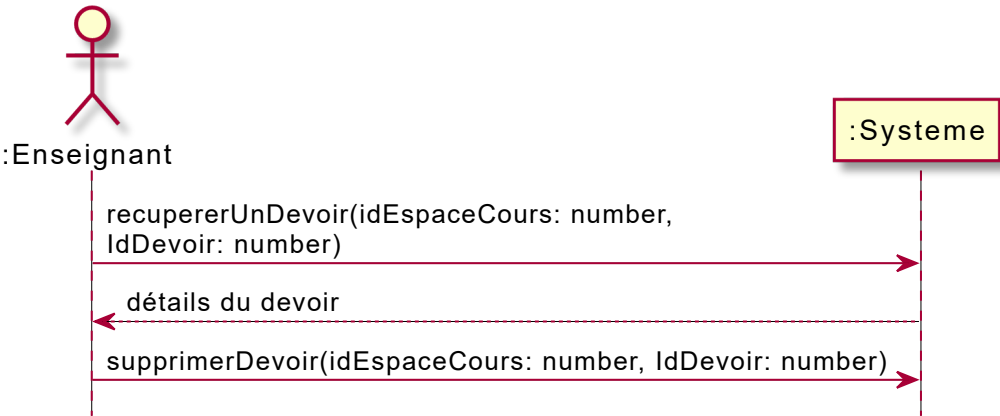 :Enseignant
:Systeme
recupererUnDevoir(idEspaceCours: number,
IdDevoir: number)
détails du devoir
supprimerDevoir(idEspaceCours: number, IdDevoir: number)